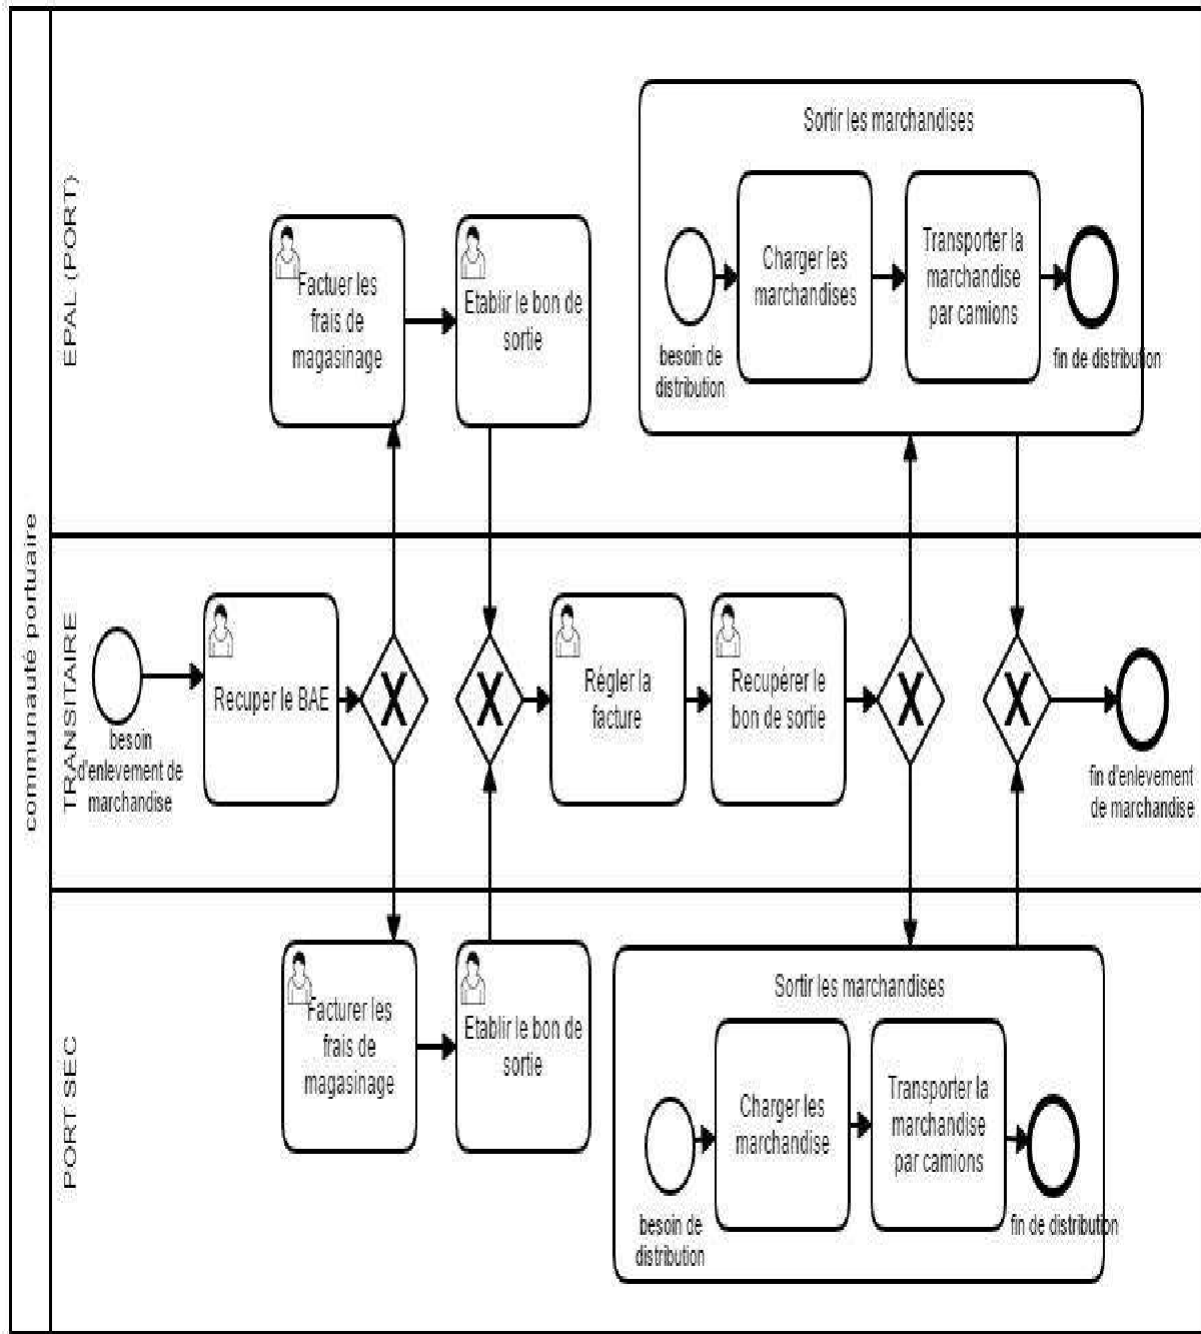 communauté portuaire
EPAL (PORT)
Factuer les
frais de
magasinage
Etablir le bon de
sortie
Sortir les marchandises
besoin de
distribution
Charger les
marchandises
Transporter la
marchandise
par camions
fin de distribution
TRANSITAIRE
besoin
d'enlevement de
marchandise
Recuper le BAE
Régler la
facture
Recupérer le
bon de sortie
fin d'enlevement
de marchandise
PORT SEC
Facturer les
frais de
magasinage
Etablir le bon de
sortie
Sortir les marchandises
besoin de
distribution
Charger les
marchandise
Transporter la
marchandise
par camions
fin de distribution